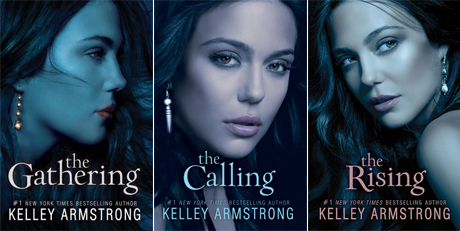 the
Gathering
#1 NEW YORK TIMES BESTSELLING AUTHOR
KELLEY ARMSTRONG
the
Calling
#1 NEW YORK TIMES BESTSELLING AUTHOR
KELLEY ARMSTRONG
the
Rising
#1 NEW YORK TIMES BESTSELLING AUTHOR
KELLEY ARMSTRONG